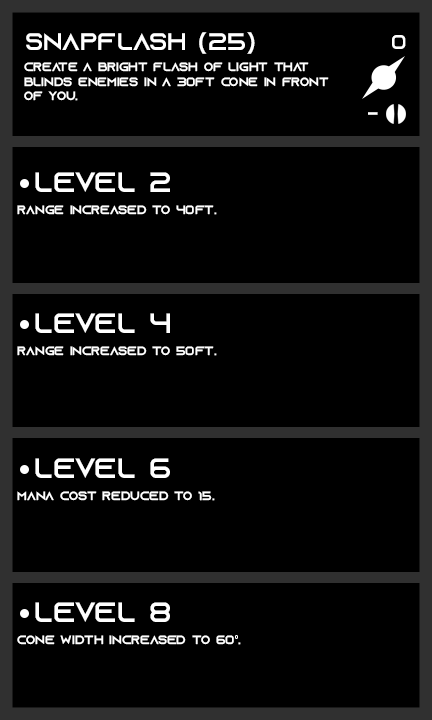 SNAPFLASH (25)
0
CREATE A BRIGHT FLASH OF LIGHT THAT
BLINDS ENEMIES IN A 30FT CONE IN FRONT
OF YOU.
-
•LEVEL 2
RANGE INCREASED TO 40FT.
•LEVEL 4
RANGE INCREASED TO 50FT.
•LEVEL 6
MANA COST REDUCED TO 15.
•LEVEL 8
CONE WIDTH INCREASED TO 60°.